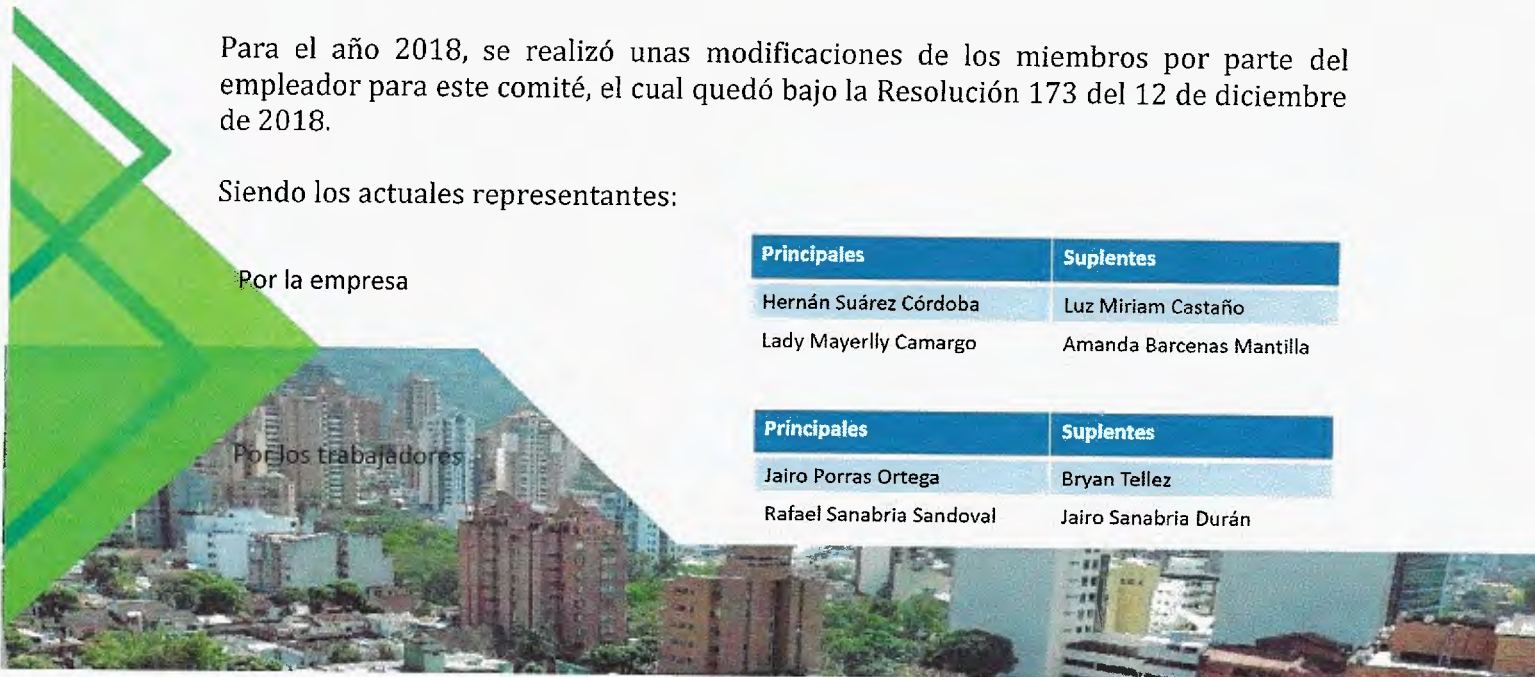 Para el año 2018, se realizó unas modificaciones de los miembros por parte del
empleador para este comité, el cual quedó bajo la Resolución 173 del 12 de diciembre
de 2018.
Siendo los actuales representantes:
Por la empresa
Principales Suplentes
Hernán Suárez Córdoba Luz Miriam Castaño
Lady Mayerlly Camargo Amanda Barcenas Mantilla
Por los trabajadores
Principales Suplentes
Jairo Porras Ortega Bryan Tellez
Rafael Sanabria Sandoval Jairo Sanabria Durán